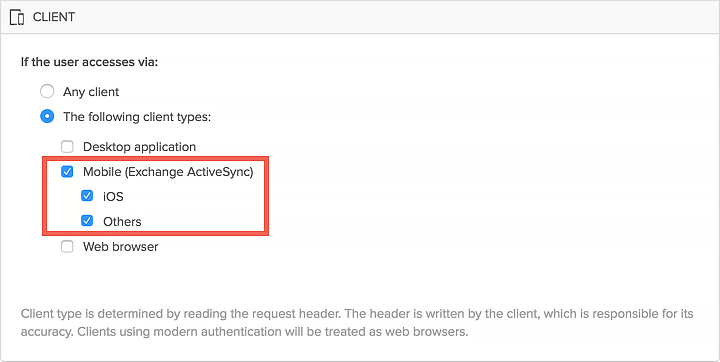 CLIENT
If the user accesses via:
Any client
The following client types:
Desktop application
Mobile (Exchange ActiveSync)
iOS
Others
Web browser
Client type is determined by reading the request header. The header is written by the client, which is responsible for its
accuracy. Clients using modern authentication will be treated as web browsers.